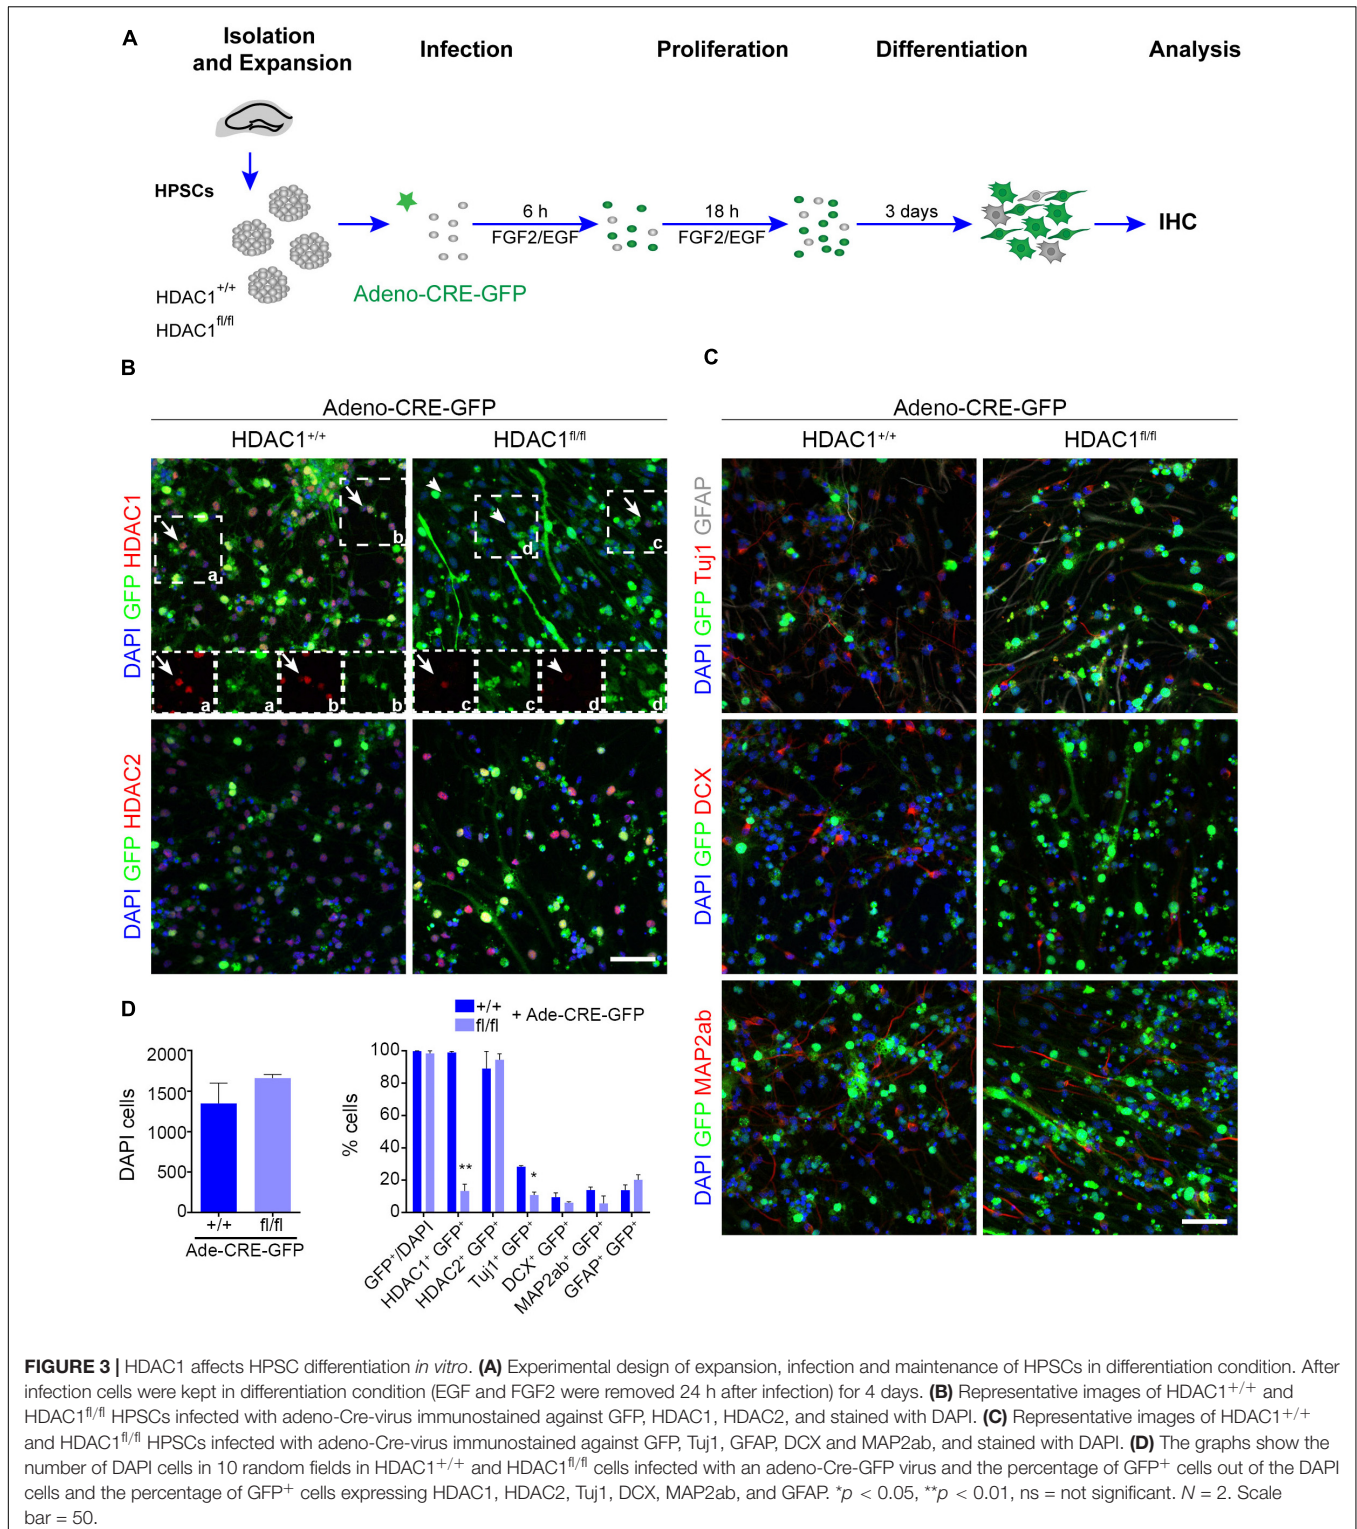 A
Isolation
and Expansion
Infection
Proliferation
Differentiation
Analysis
HPSCs
6 h
FGF2/EGF
18 h
FGF2/EGF
3 days
IHC
HDAC1+/+
HDAC1fl/fl
Adeno-CRE-GFP
B
Adeno-CRE-GFP
HDAC1+/+
HDAC1fl/fl
DAPI GFP HDAC1
a
b
d
c
a
a
b
b
c
c
d
d
DAPI GFP HDAC2
C
Adeno-CRE-GFP
HDAC1+/+
HDAC1fl/fl
DAPI GFP Tuj1 GFAP
DAPI GFP DCX
DAPI GFP MAP2ab
D
DAPI cells
2000
1500
1000
500
0
+/+
fl/fl
Ade-CRE-GFP
+/+
fl/fl
+ Ade-CRE-GFP
% cells
100
80
60
40
20
0
**
*
GFP+/DAPI
HDAC1+ GFP+
HDAC2+ GFP+
Tuj1+ GFP+
DCX+ GFP+
MAP2ab+ GFP+
GFAP+ GFP+
FIGURE 3 | HDAC1 affects HPSC differentiation in vitro. (A) Experimental design of expansion, infection and maintenance of HPSCs in differentiation condition. After
infection cells were kept in differentiation condition (EGF and FGF2 were removed 24 h after infection) for 4 days. (B) Representative images of HDAC1+/+ and
HDAC1fl/fl HPSCs infected with adeno-Cre-virus immunostained against GFP, HDAC1, HDAC2, and stained with DAPI. (C) Representative images of HDAC1+/+
and HDAC1fl/fl HPSCs infected with adeno-Cre-virus immunostained against GFP, Tuj1, GFAP, DCX and MAP2ab, and stained with DAPI. (D) The graphs show the
number of DAPI cells in 10 random fields in HDAC1+/+ and HDAC1fl/fl cells infected with an adeno-Cre-GFP virus and the percentage of GFP+ cells out of the DAPI
cells and the percentage of GFP+ cells expressing HDAC1, HDAC2, Tuj1, DCX, MAP2ab, and GFAP. *p < 0.05, **p < 0.01, ns = not significant. N = 2. Scale
bar = 50.